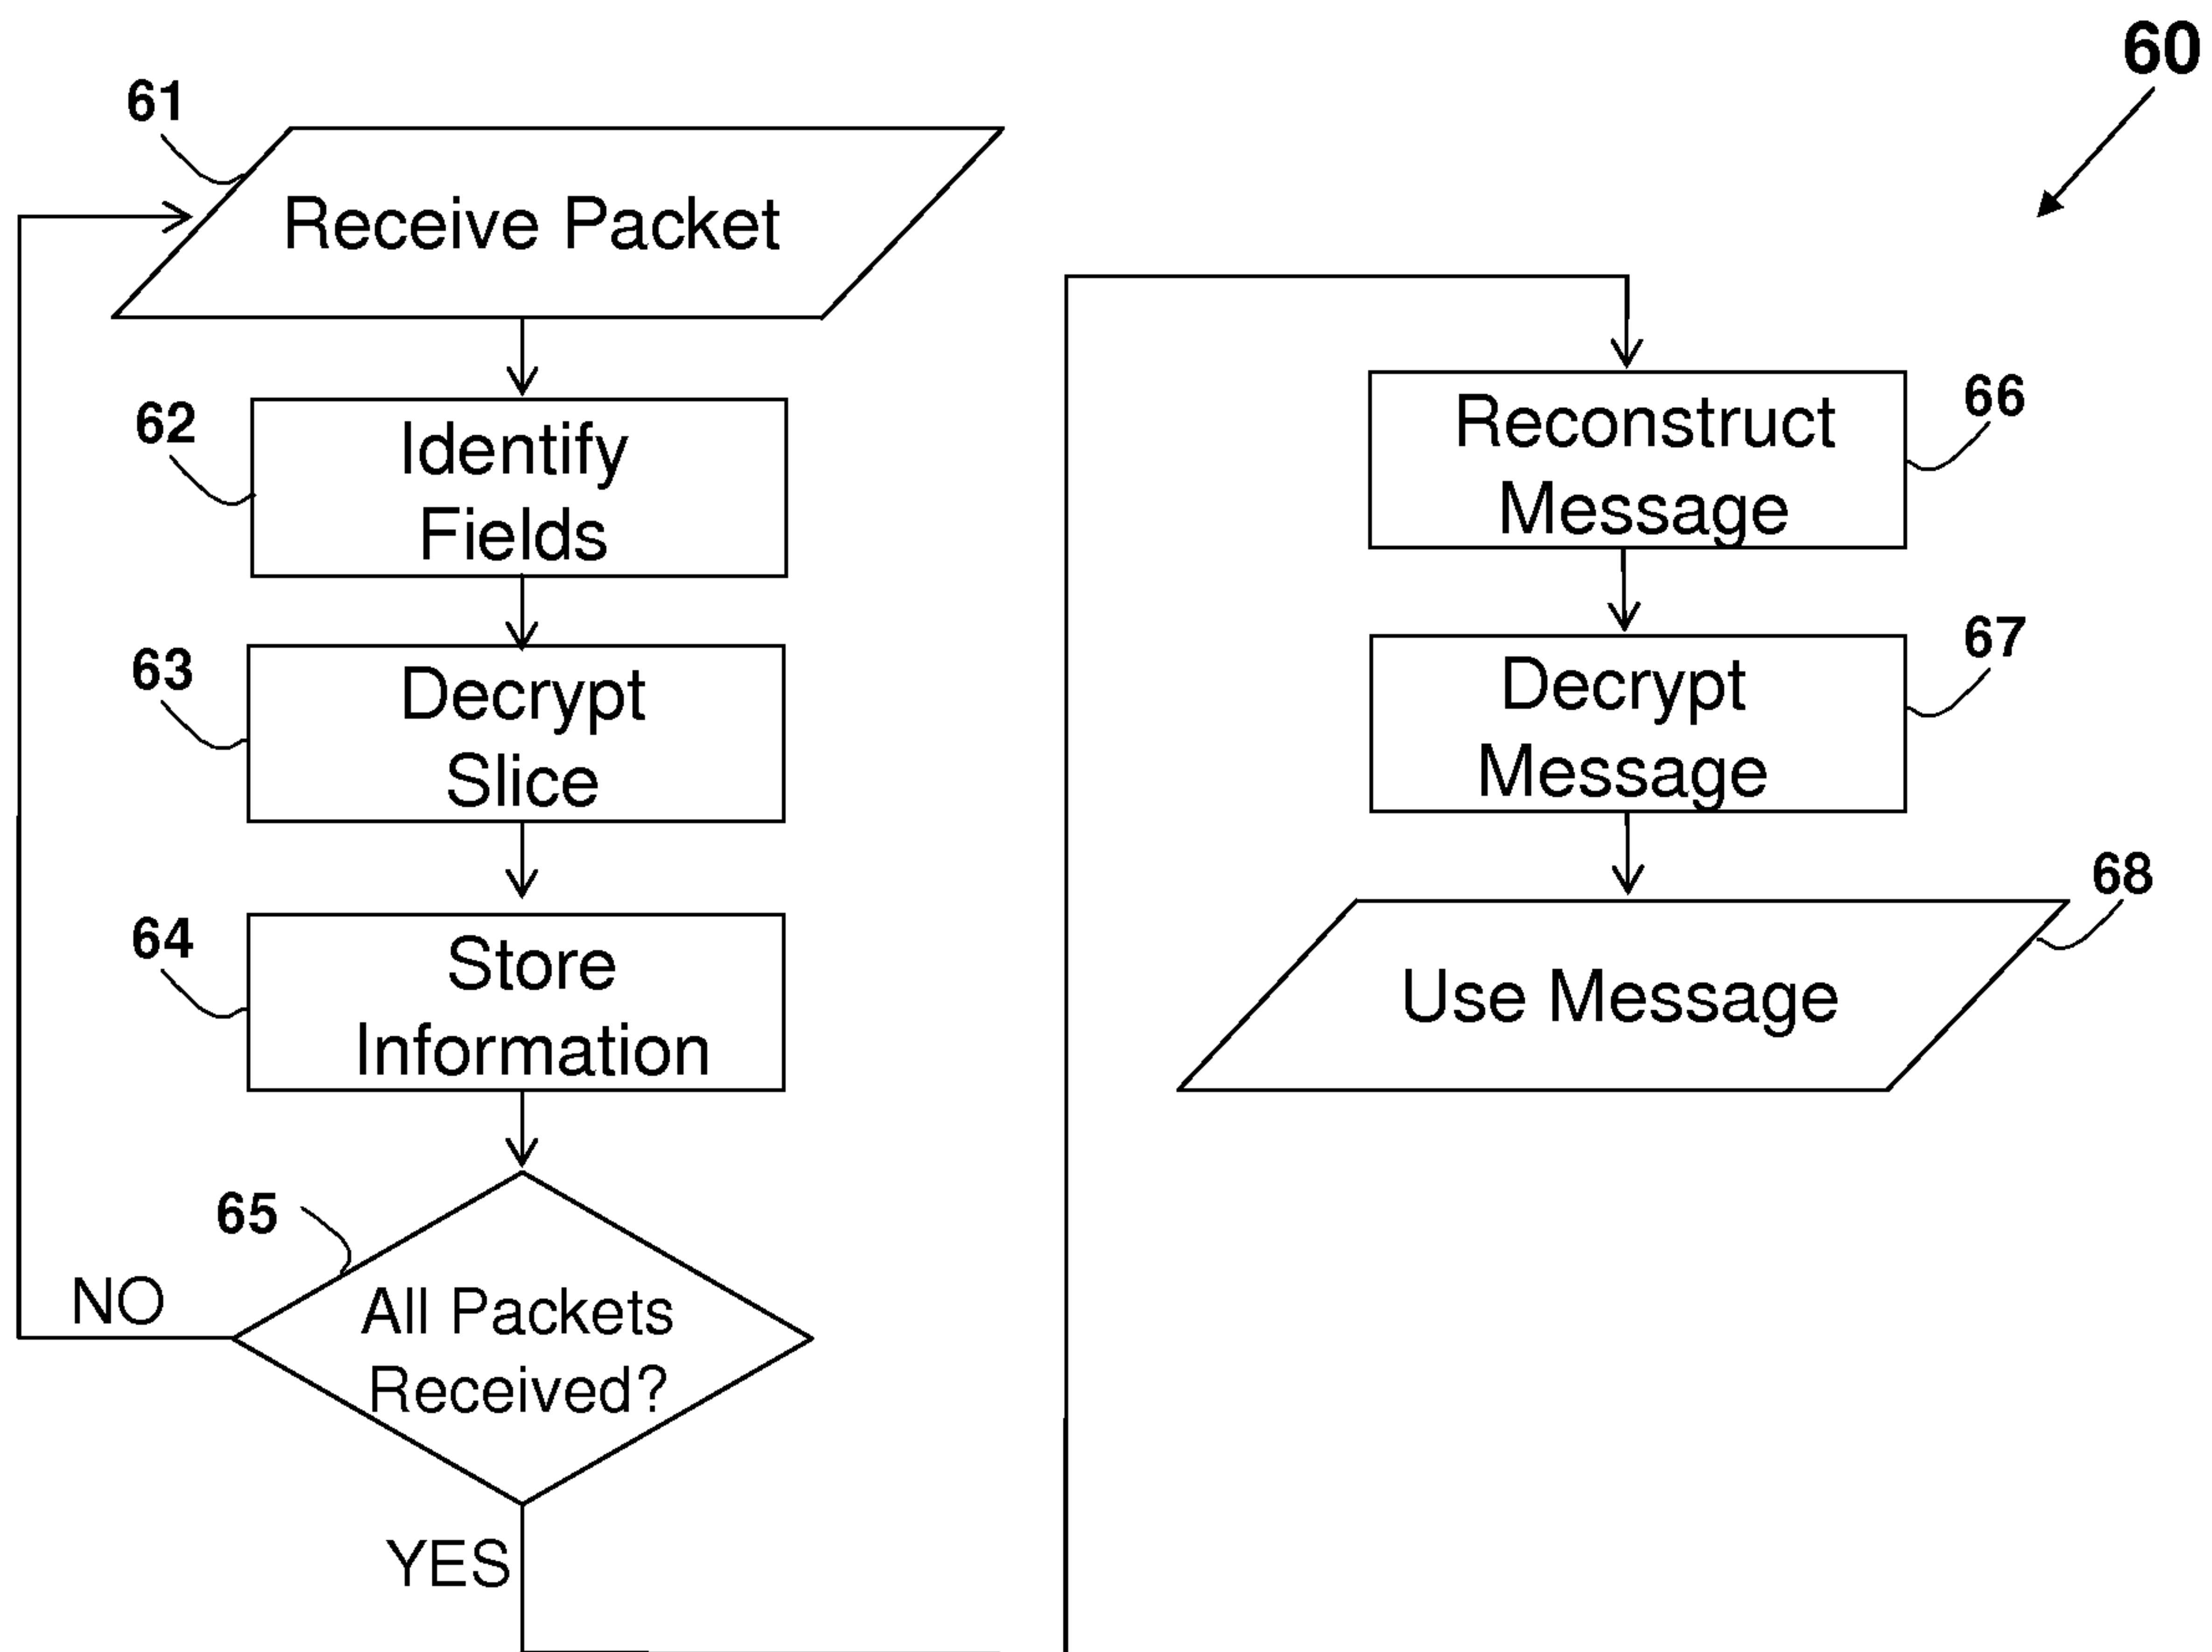 60
61
Receive Packet
62
Identify
Fields
63
Decrypt
Slice
64
Store
Information
65
All Packets
Received?
NO
YES
66
Reconstruct
Message
67
Decrypt
Message
68
Use Message